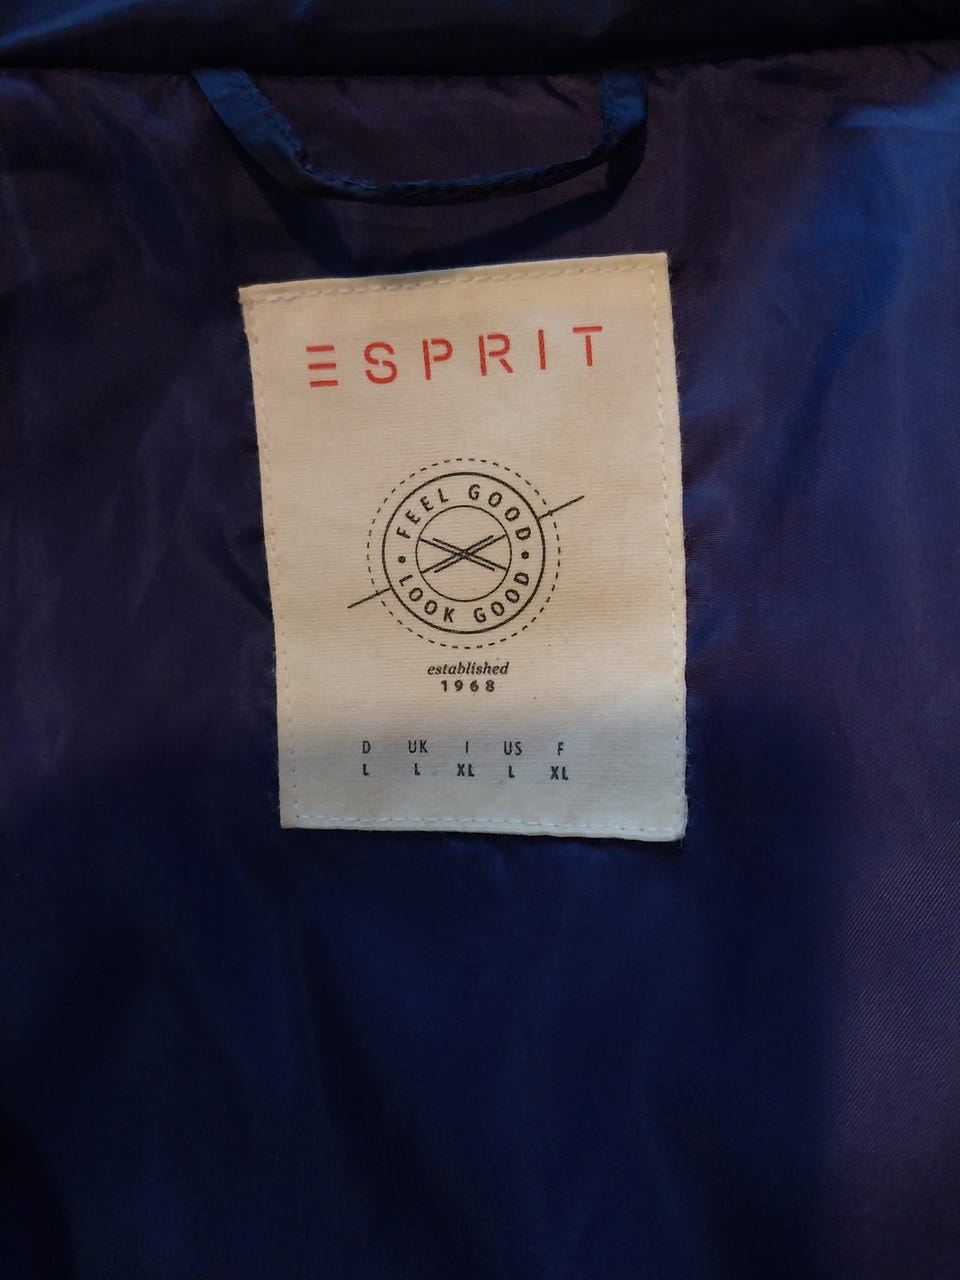 ESPRIT
FEEL GOOD
• LOOK GOOD •
established
1968
D UK I US F
L L XL L XL